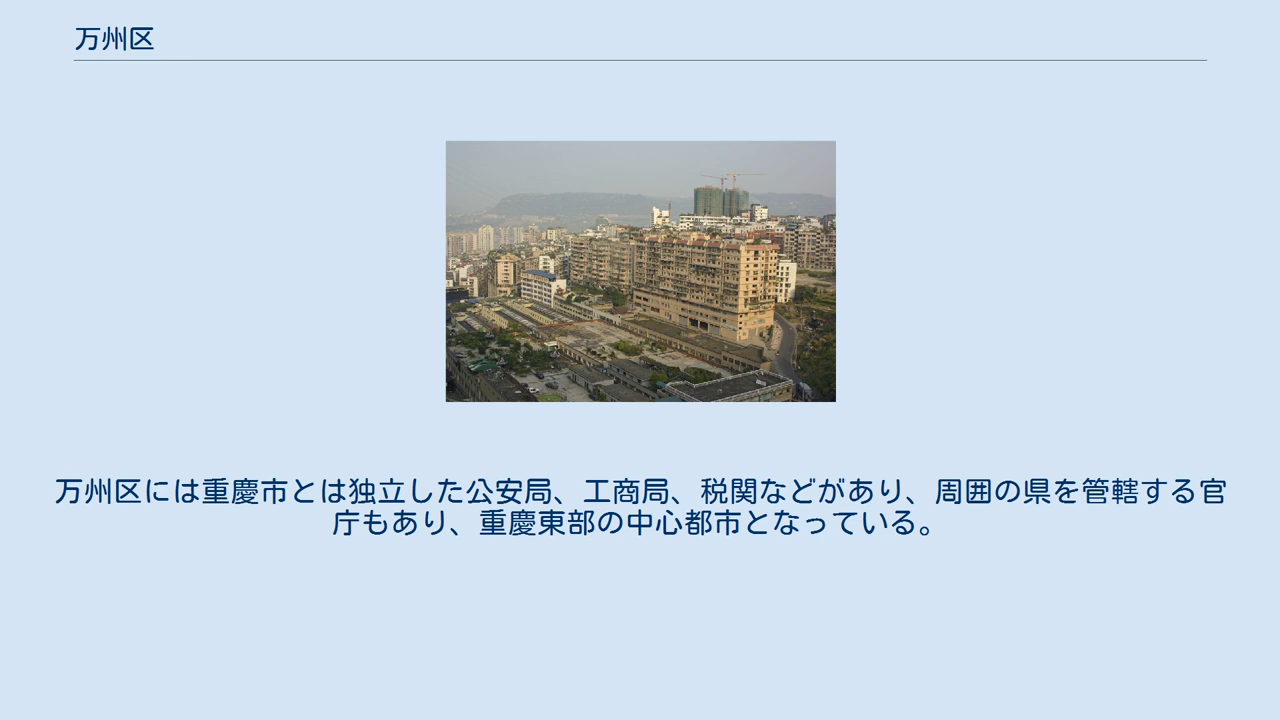 万州区
万州区には重慶市とは独立した公安局、工商局、税関などがあり、周囲の県を管轄する官
庁もあり、重慶東部の中心都市となっている。